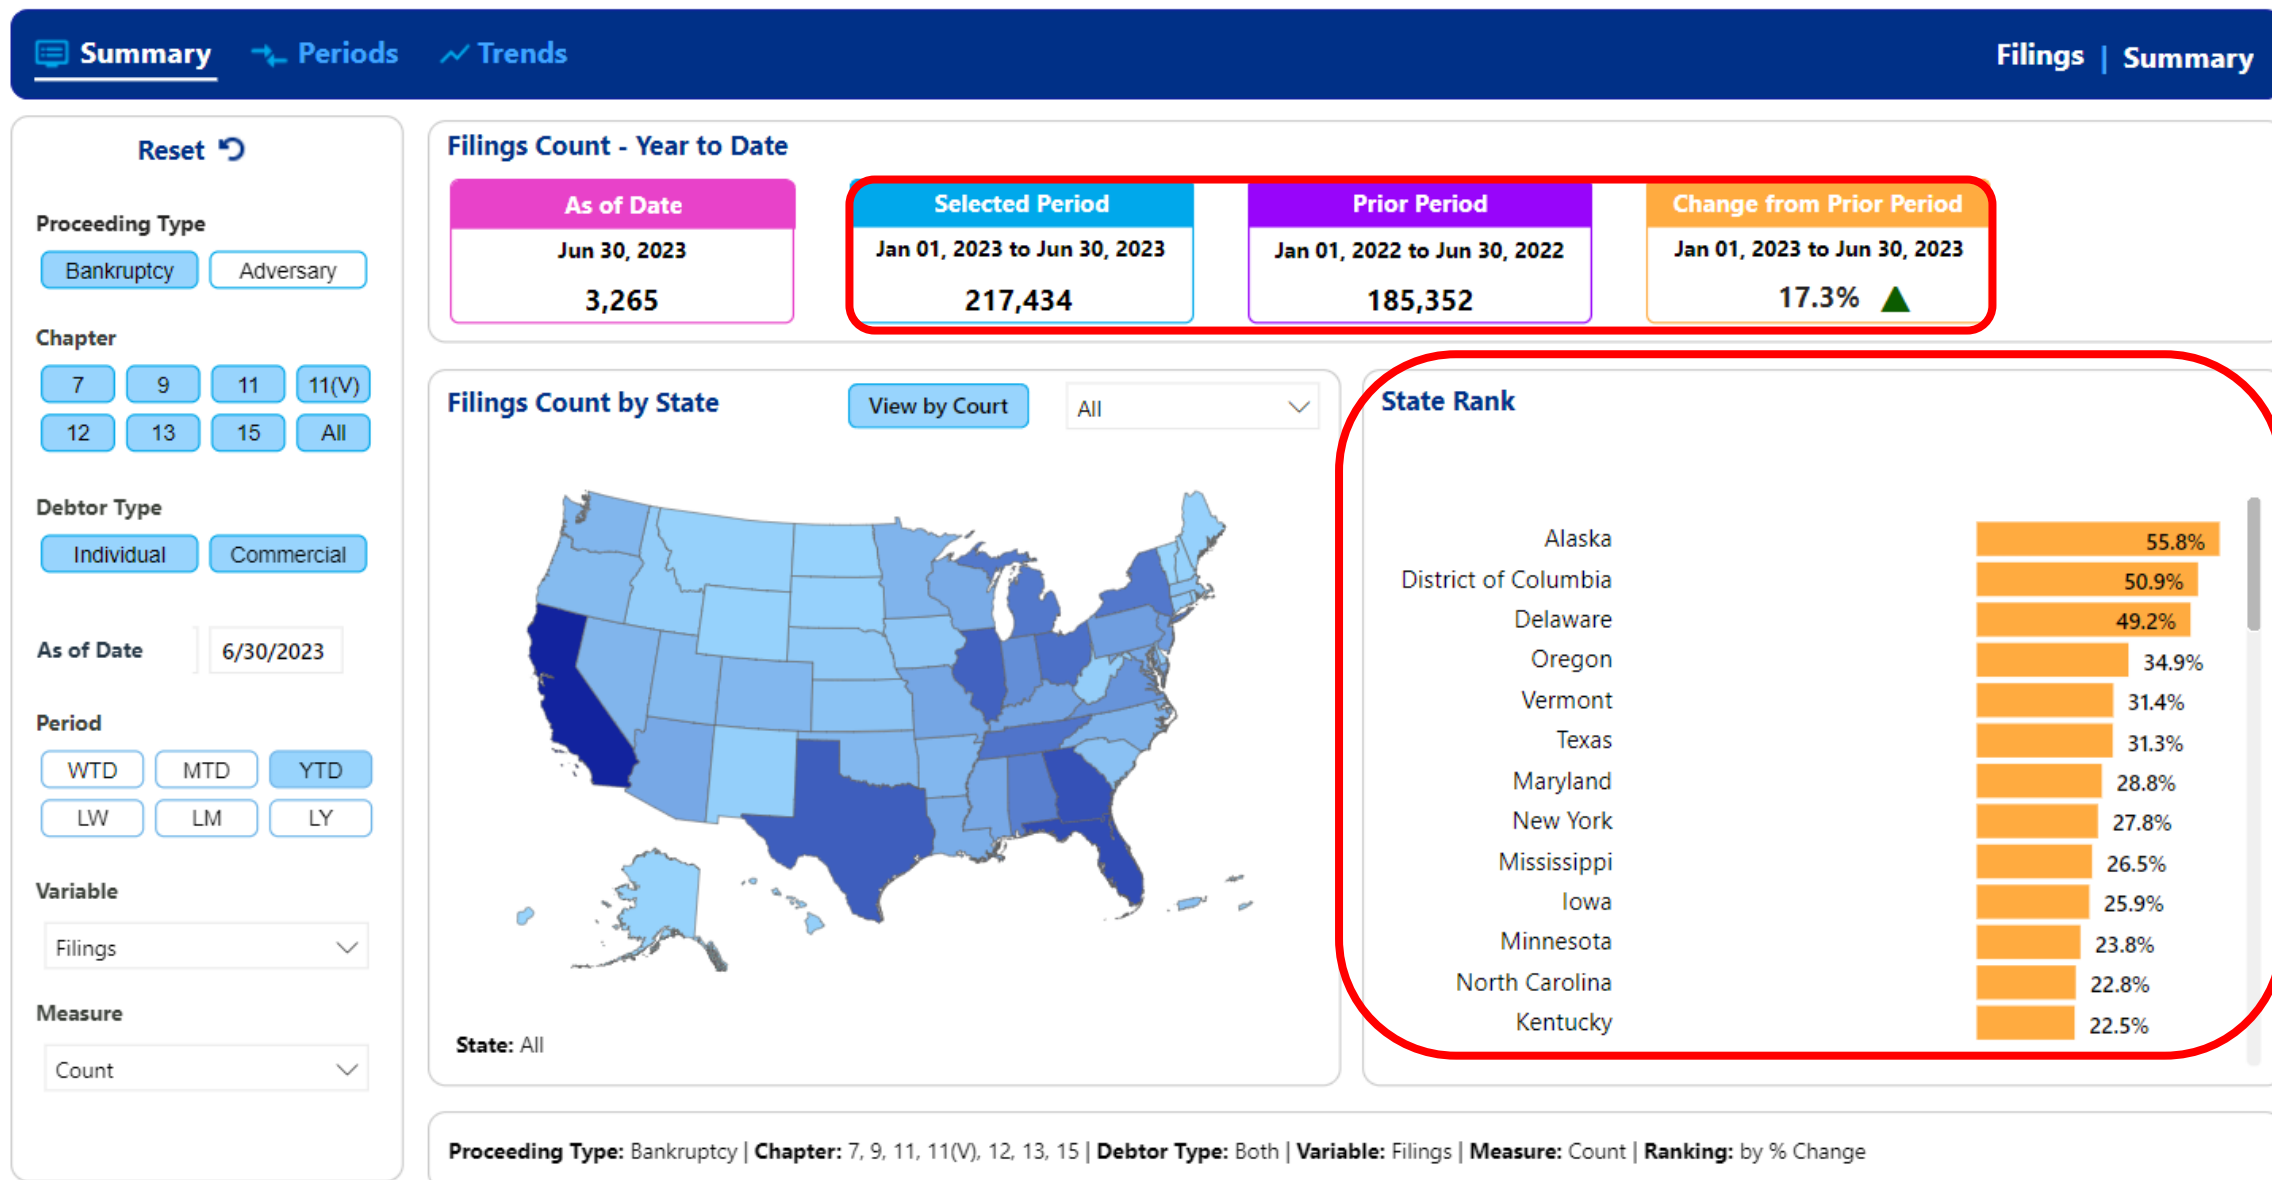 Summary Periods Trends Filings | Summary
Reset
Proceeding Type
Bankruptcy Adversary
Chapter
7 9 11 11(V)
12 13 15 All
Debtor Type
Individual Commercial
As of Date 6/30/2023
Period
WTD MTD YTD
LW LM LY
Variable
Filings
Measure
Count
Filings Count - Year to Date
As of Date
Jun 30, 2023
3,265
Selected Period
Jan 01, 2023 to Jun 30, 2023
217,434
Prior Period
Jan 01, 2022 to Jun 30, 2022
185,352
Change from Prior Period
Jan 01, 2023 to Jun 30, 2023
17.3%
Filings Count by State View by Court All
State: All
State Rank
Alaska 55.8%
District of Columbia 50.9%
Delaware 49.2%
Oregon 34.9%
Vermont 31.4%
Texas 31.3%
Maryland 28.8%
New York 27.8%
Mississippi 26.5%
Iowa 25.9%
Minnesota 23.8%
North Carolina 22.8%
Kentucky 22.5%
Proceeding Type: Bankruptcy | Chapter: 7, 9, 11, 11(V), 12, 13, 15 | Debtor Type: Both | Variable: Filings | Measure: Count | Ranking: by % Change